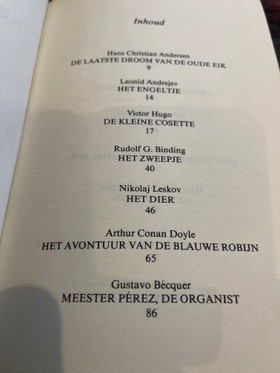 Inhoud
Hans Christian Andersen
DE LAATSTE DROOM VAN DE OUDE EIK
9
Leonid Andrejev
HET ENGELTJE
14
Victor Hugo
DE KLEINE COSETTE
17
Rudolf G. Binding
HET ZWEEPJE
40
Nikolaj Leskov
HET DIER
46
Arthur Conan Doyle
HET AVONTUUR VAN DE BLAUWE ROBIJN
65
Gustavo Bécquer
MEESTER PÉREZ, DE ORGANIST
86